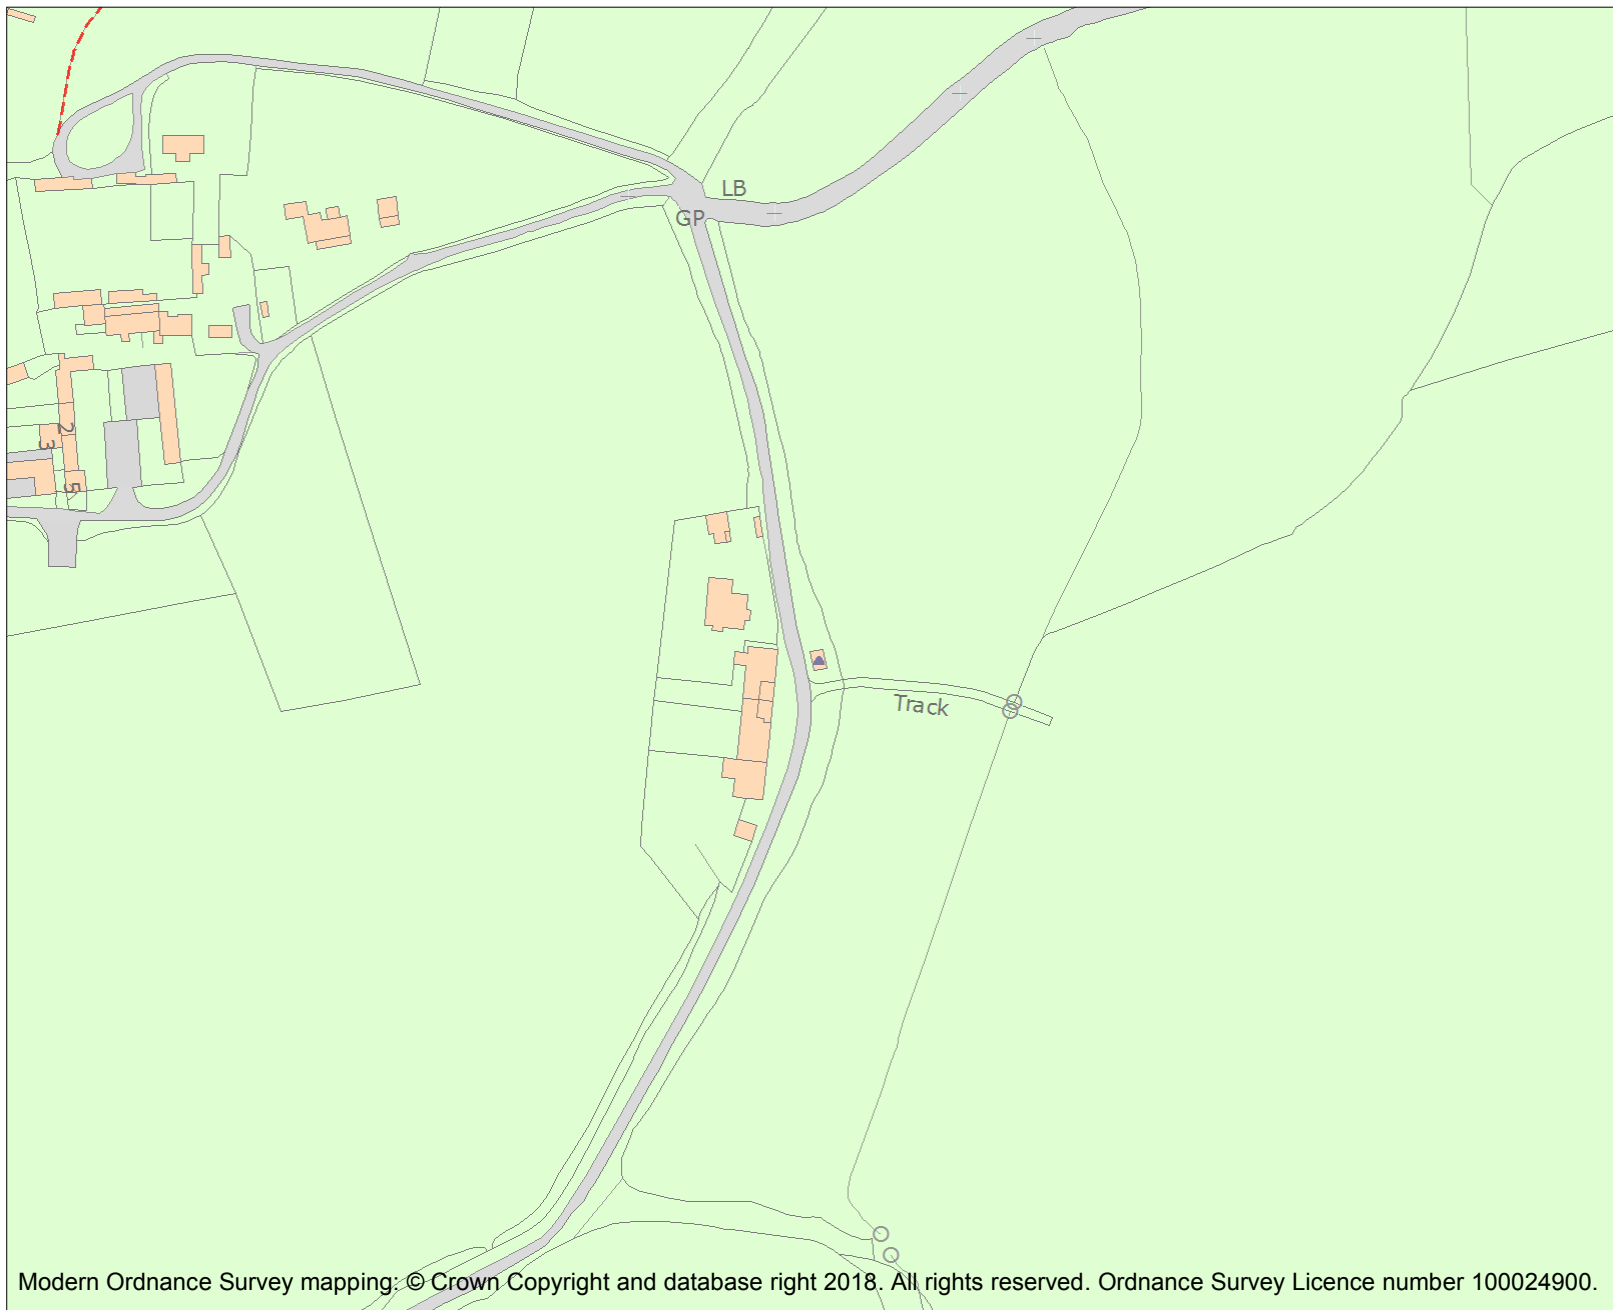 LB
GP
2
3
5
Track
Modern Ordnance Survey mapping: © Crown Copyright and database right 2018. All rights reserved. Ordnance Survey Licence number 100024900.